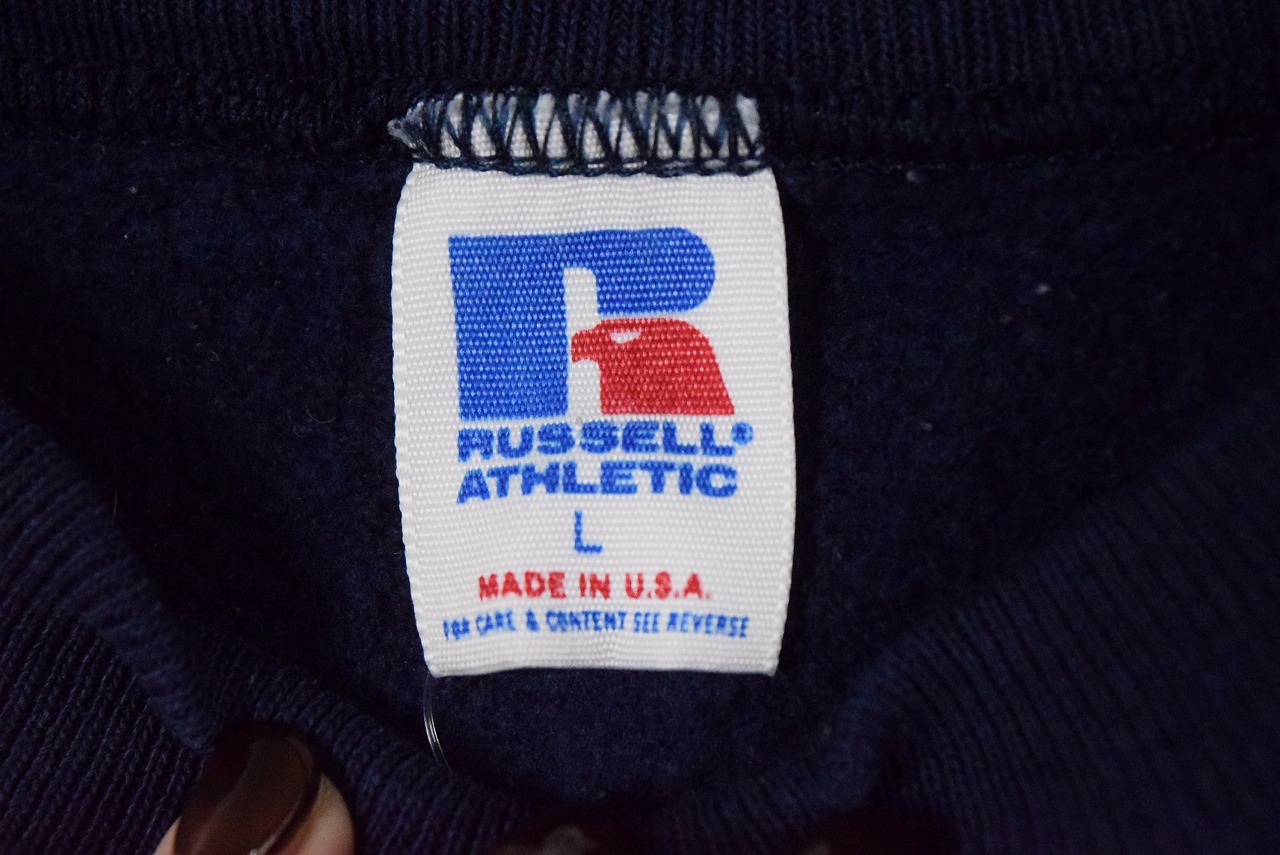 R
RUSSELL®
ATHLETIC
L
MADE IN U.S.A.
FOR CARE & CONTENT SEE REVERSE